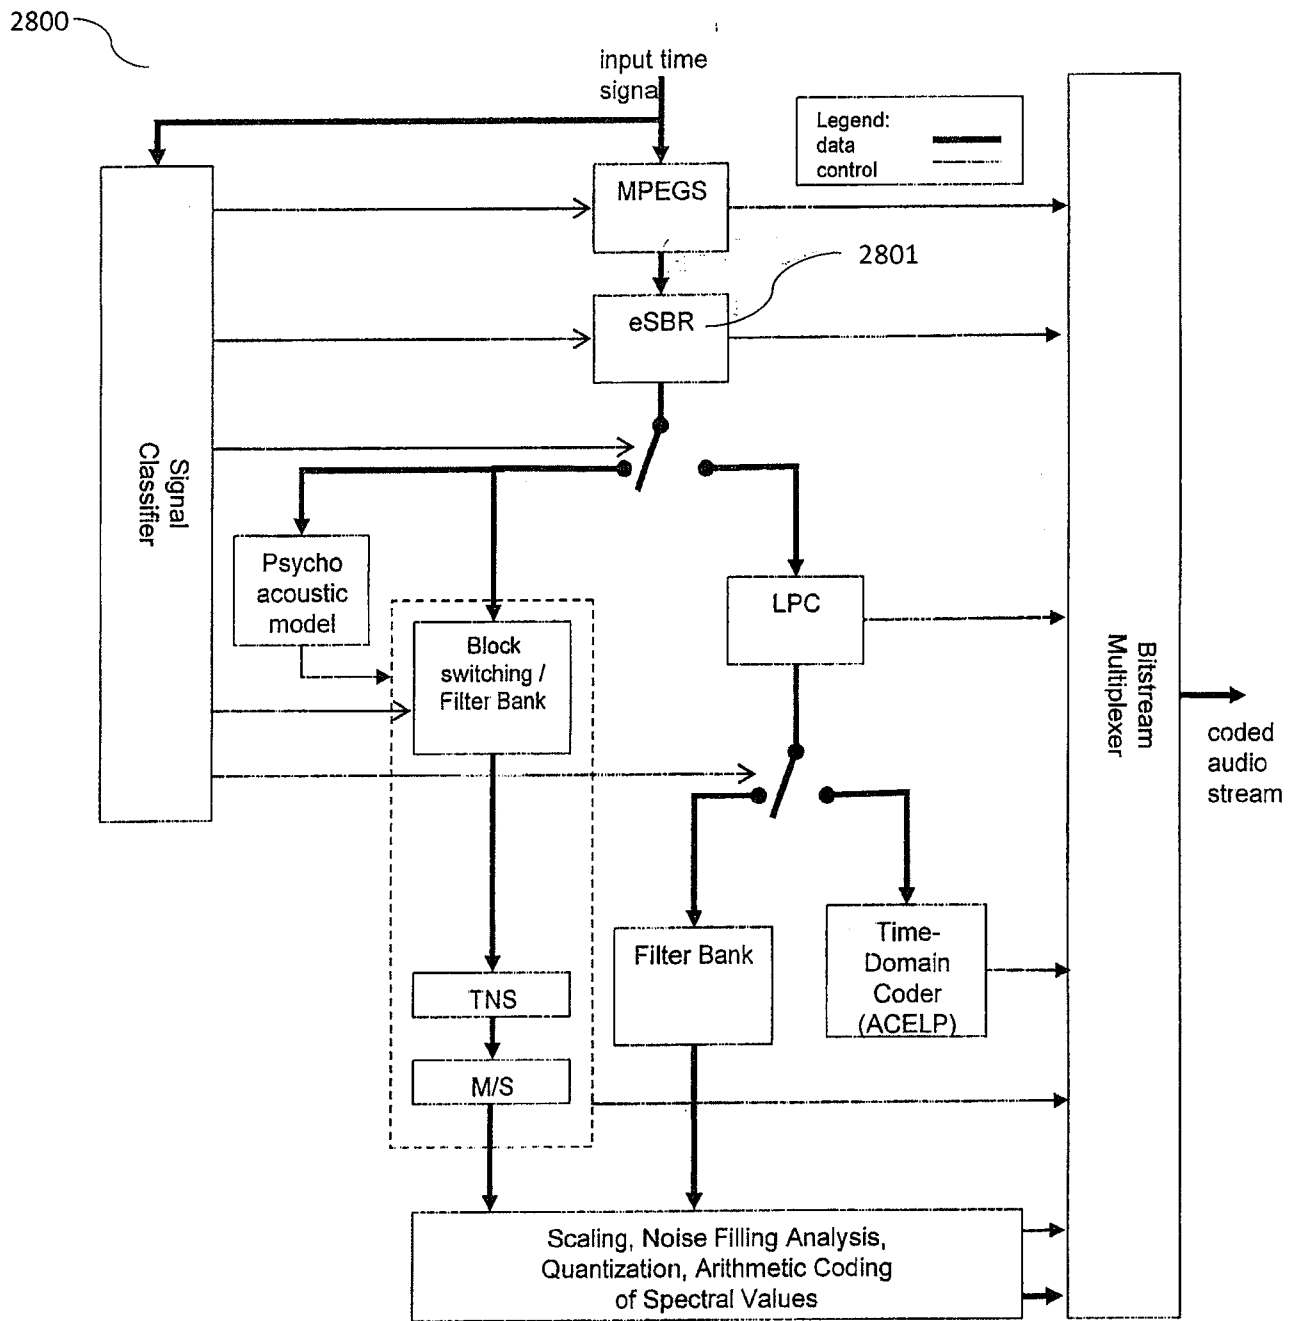 2800
input time
signal
Legend:
data
control
MPEGS
2801
eSBR
Signal
Classifier
Psycho
acoustic
model
LPC
Block
switching /
Filter Bank
Bitstream
Multiplexer
coded
audio
stream
Filter Bank
Time-
Domain
Coder
(ACELP)
TNS
M/S
Scaling, Noise Filling Analysis,
Quantization, Arithmetic Coding
of Spectral Values